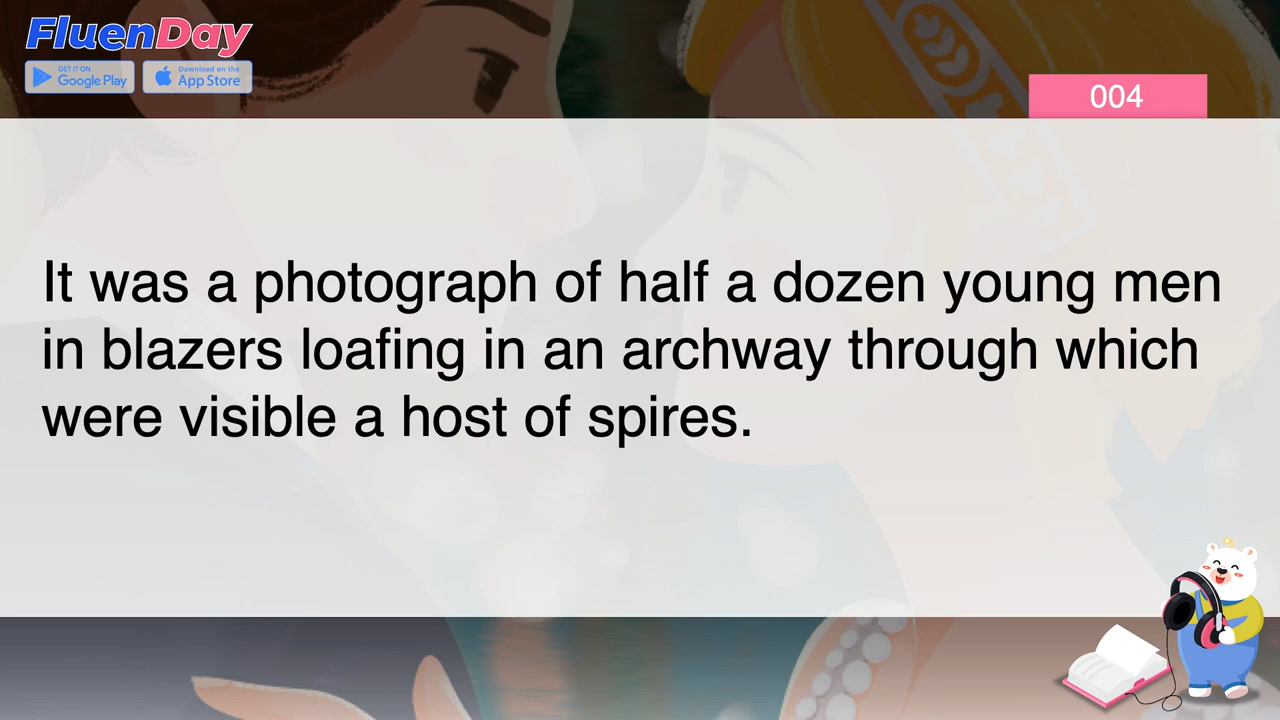 FluenDay
GET IT ON
Google Play
Download on the
App Store
004
It was a photograph of half a dozen young men
in blazers loafing in an archway through which
were visible a host of spires.